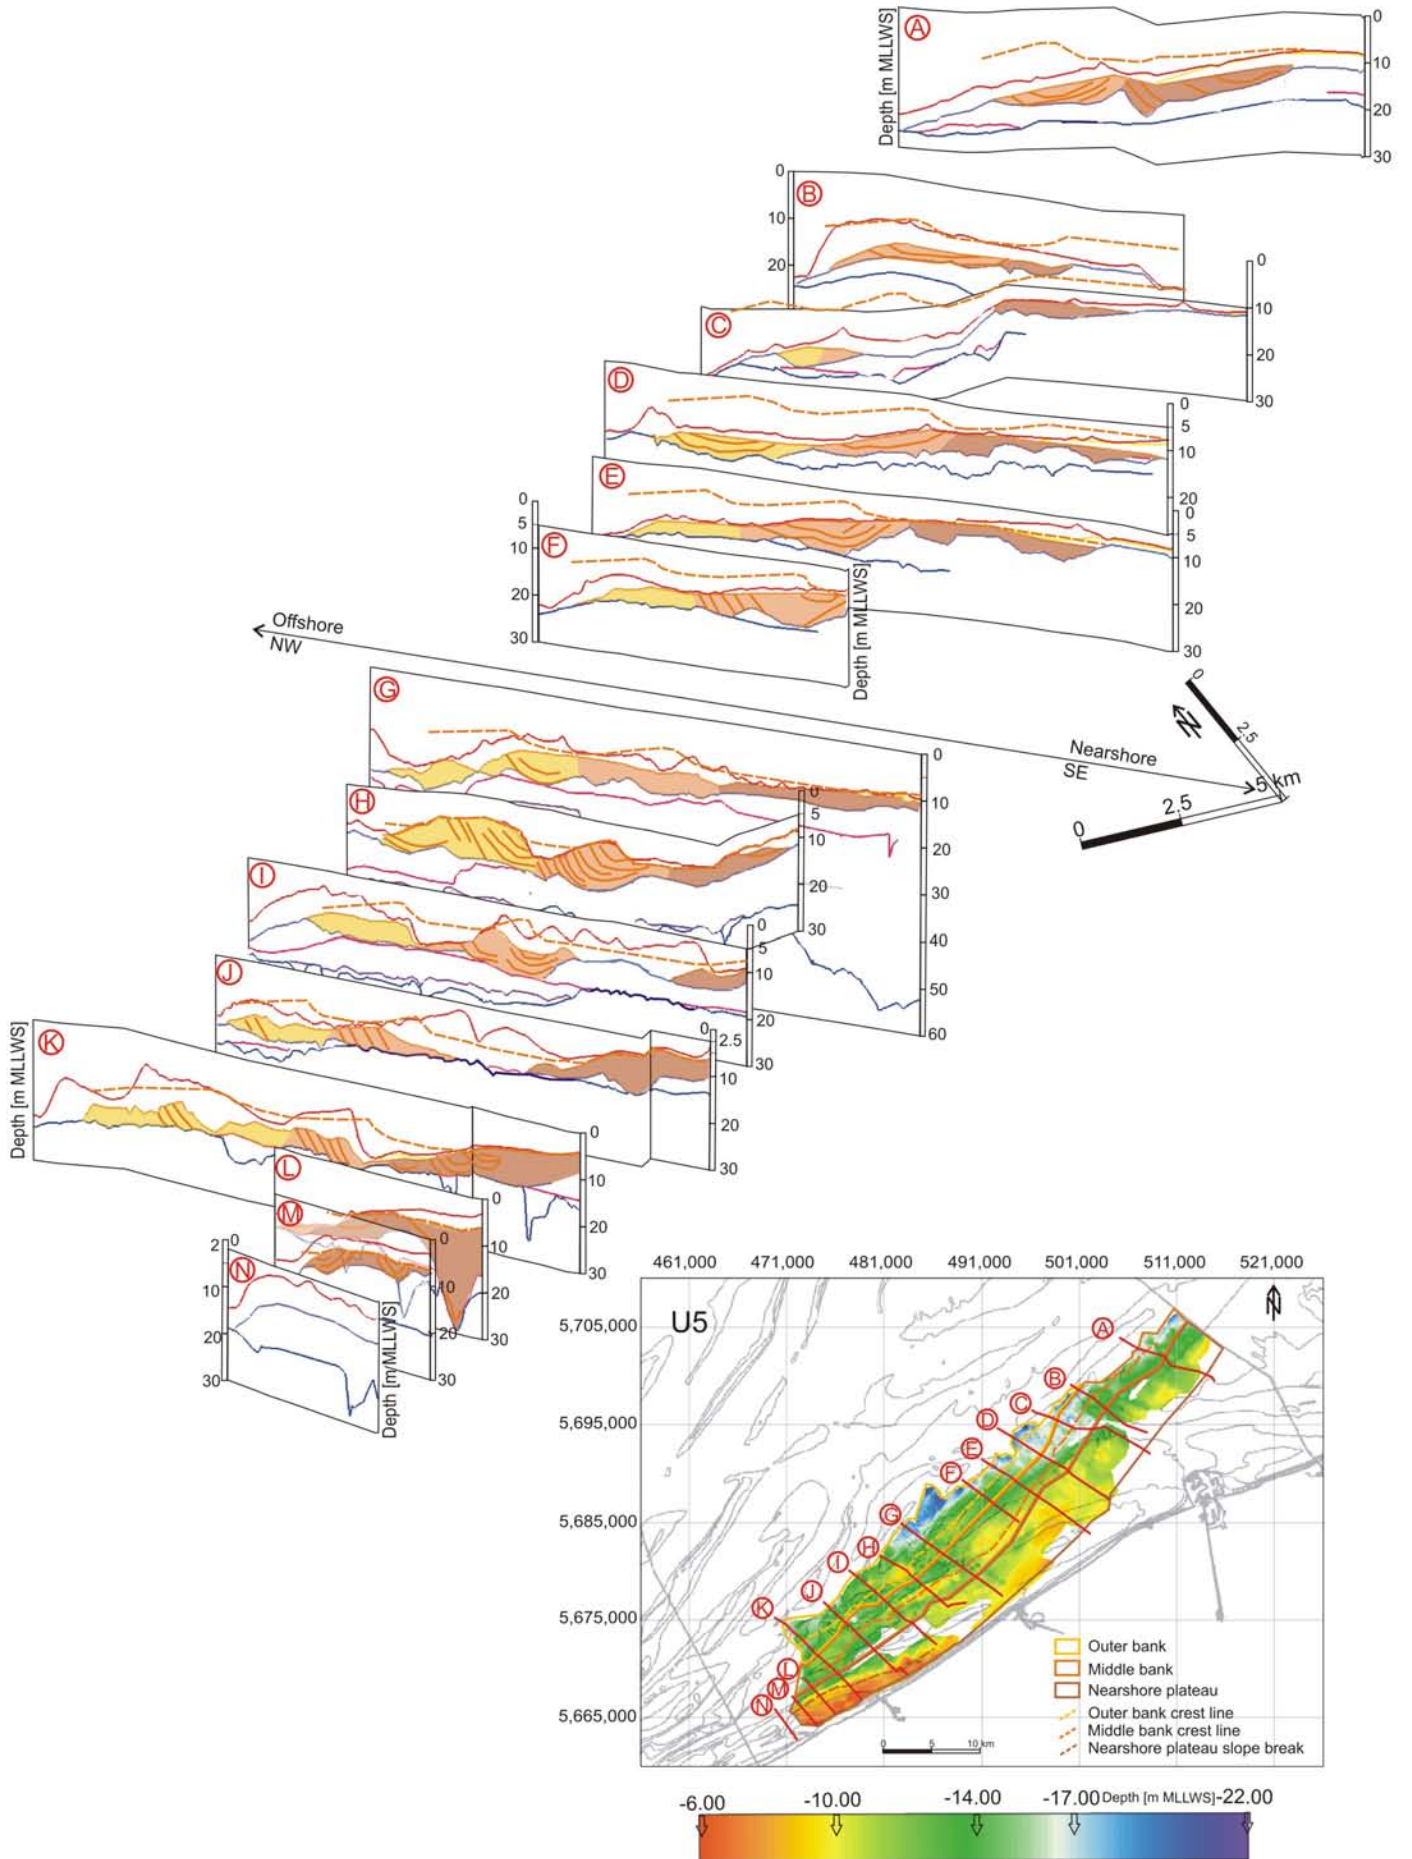 A
Depth [m MLLWS]
0
10
20
30
B
0
10
20
C
0
10
20
30
D
0
5
10
20
E
0
5
10
20
30
F
0
5
10
20
30
Depth [m MLLWS]
Offshore
NW
Nearshore
SE
N
0
2,5
5 km
0
2,5
G
0
10
20
30
40
50
60
H
0
5
10
20
30
I
0
5
10
20
30
J
0
2.5
10
20
30
K
Depth [m MLLWS]
0
10
20
30
L
0
10
20
30
M
0
10
20
30
N
0
2
10
20
30
Depth [m MLLWS]
461,000 471,000 481,000 491,000 501,000 511,000 521,000
U5
N
5,705,000
5,695,000
5,685,000
5,675,000
5,665,000
A
B
C
D
E
F
G
H
I
J
K
L
M
N
Outer bank
Middle bank
Nearshore plateau
Outer bank crest line
Middle bank crest line
Nearshore plateau slope break
0 5 10 km
-6.00 -10.00 -14.00 -17.00 Depth [m MLLWS] -22.00